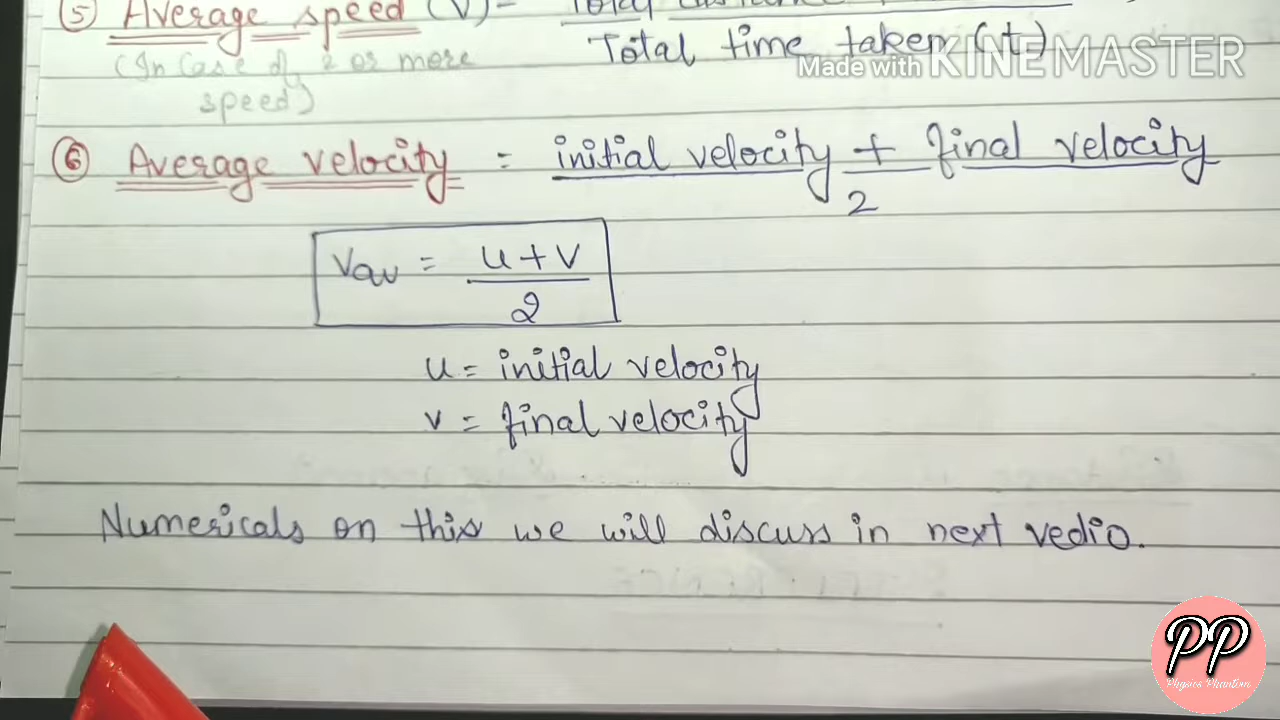 ⑤ Average speed (V) =
Total time taken (t)
(In case of 2 or more
speed)
Made with KINEMASTER
⑥ Average velocity = initial velocity + final velocity
2
Vav = u + v
2
u = initial velocity
v = final velocity
Numericals on this we will discuss in next vedio.
PP
Physics Phantom